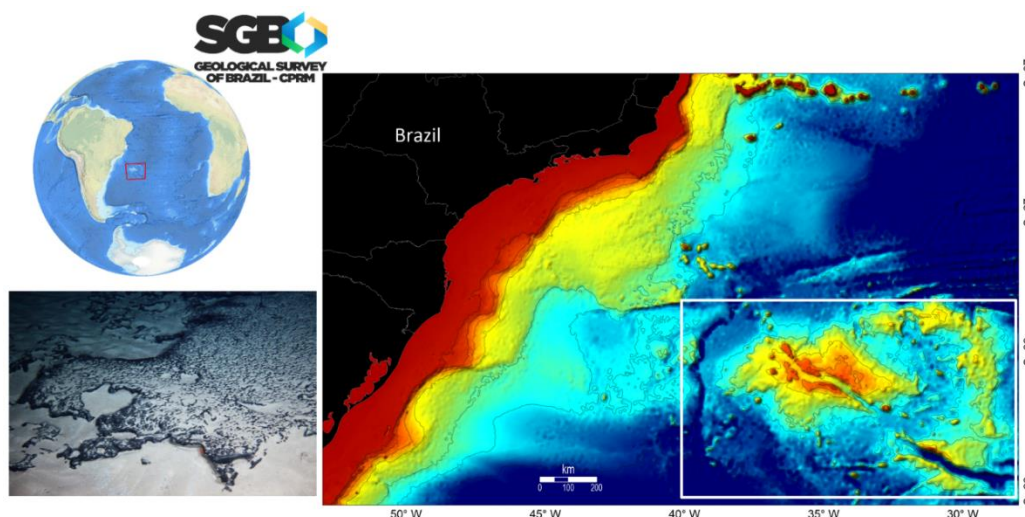 SGB
GEOLOGICAL SURVEY
OF BRAZIL - CPRM
Brazil
km
0 100 200
50° W
45° W
40° W
35° W
30° W